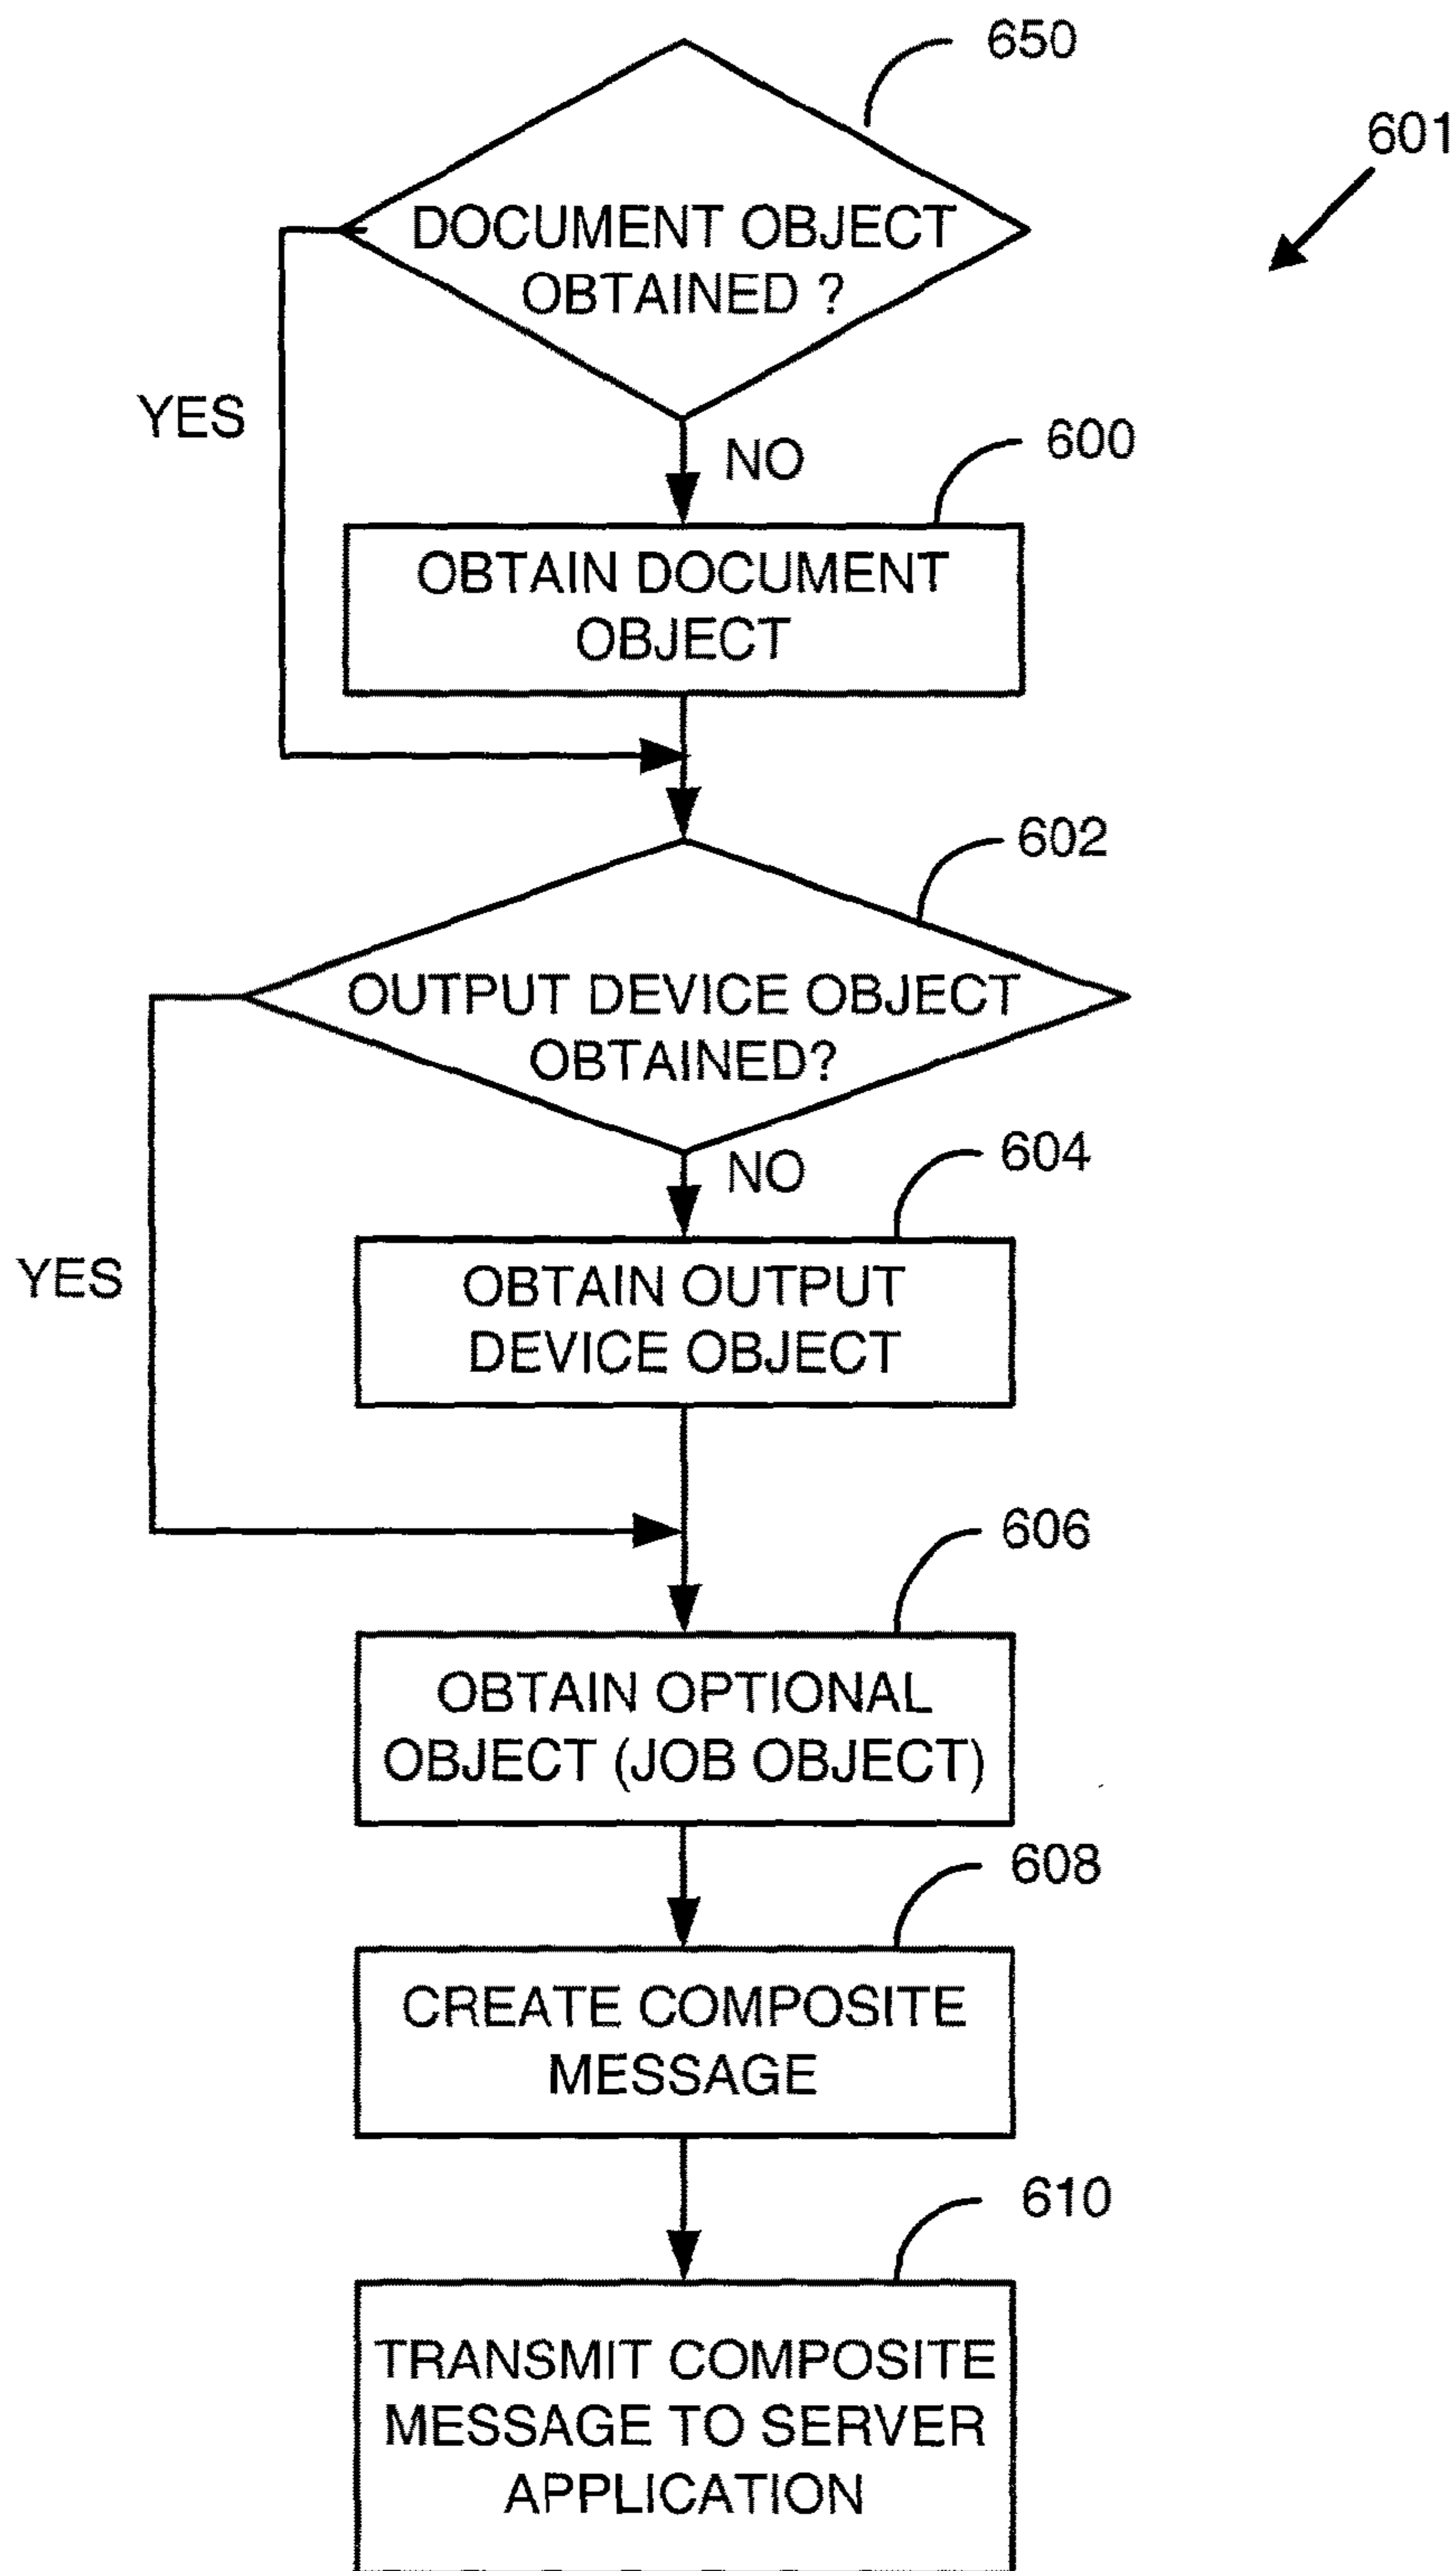 650
601
DOCUMENT OBJECT
OBTAINED ?
YES
NO
600
OBTAIN DOCUMENT
OBJECT
602
OUTPUT DEVICE OBJECT
OBTAINED?
NO
604
YES
OBTAIN OUTPUT
DEVICE OBJECT
606
OBTAIN OPTIONAL
OBJECT (JOB OBJECT)
608
CREATE COMPOSITE
MESSAGE
610
TRANSMIT COMPOSITE
MESSAGE TO SERVER
APPLICATION